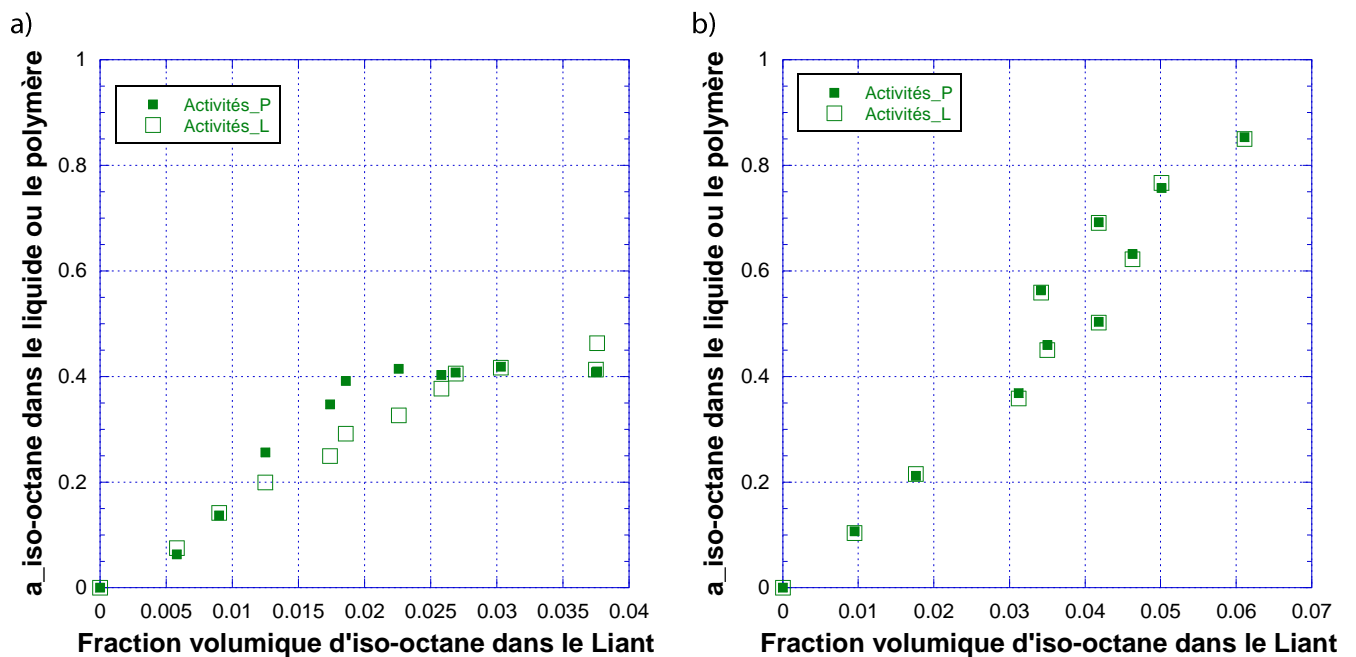 a)
a_iso-octane dans le liquide ou le polymère
1
0.8
0.6
0.4
0.2
0
Activités_P
Activités_L
0 0.005 0.01 0.015 0.02 0.025 0.03 0.035 0.04
Fraction volumique d'iso-octane dans le Liant
b)
a_iso-octane dans le liquide ou le polymère
1
0.8
0.6
0.4
0.2
0
Activités_P
Activités_L
0 0.01 0.02 0.03 0.04 0.05 0.06 0.07
Fraction volumique d'iso-octane dans le Liant